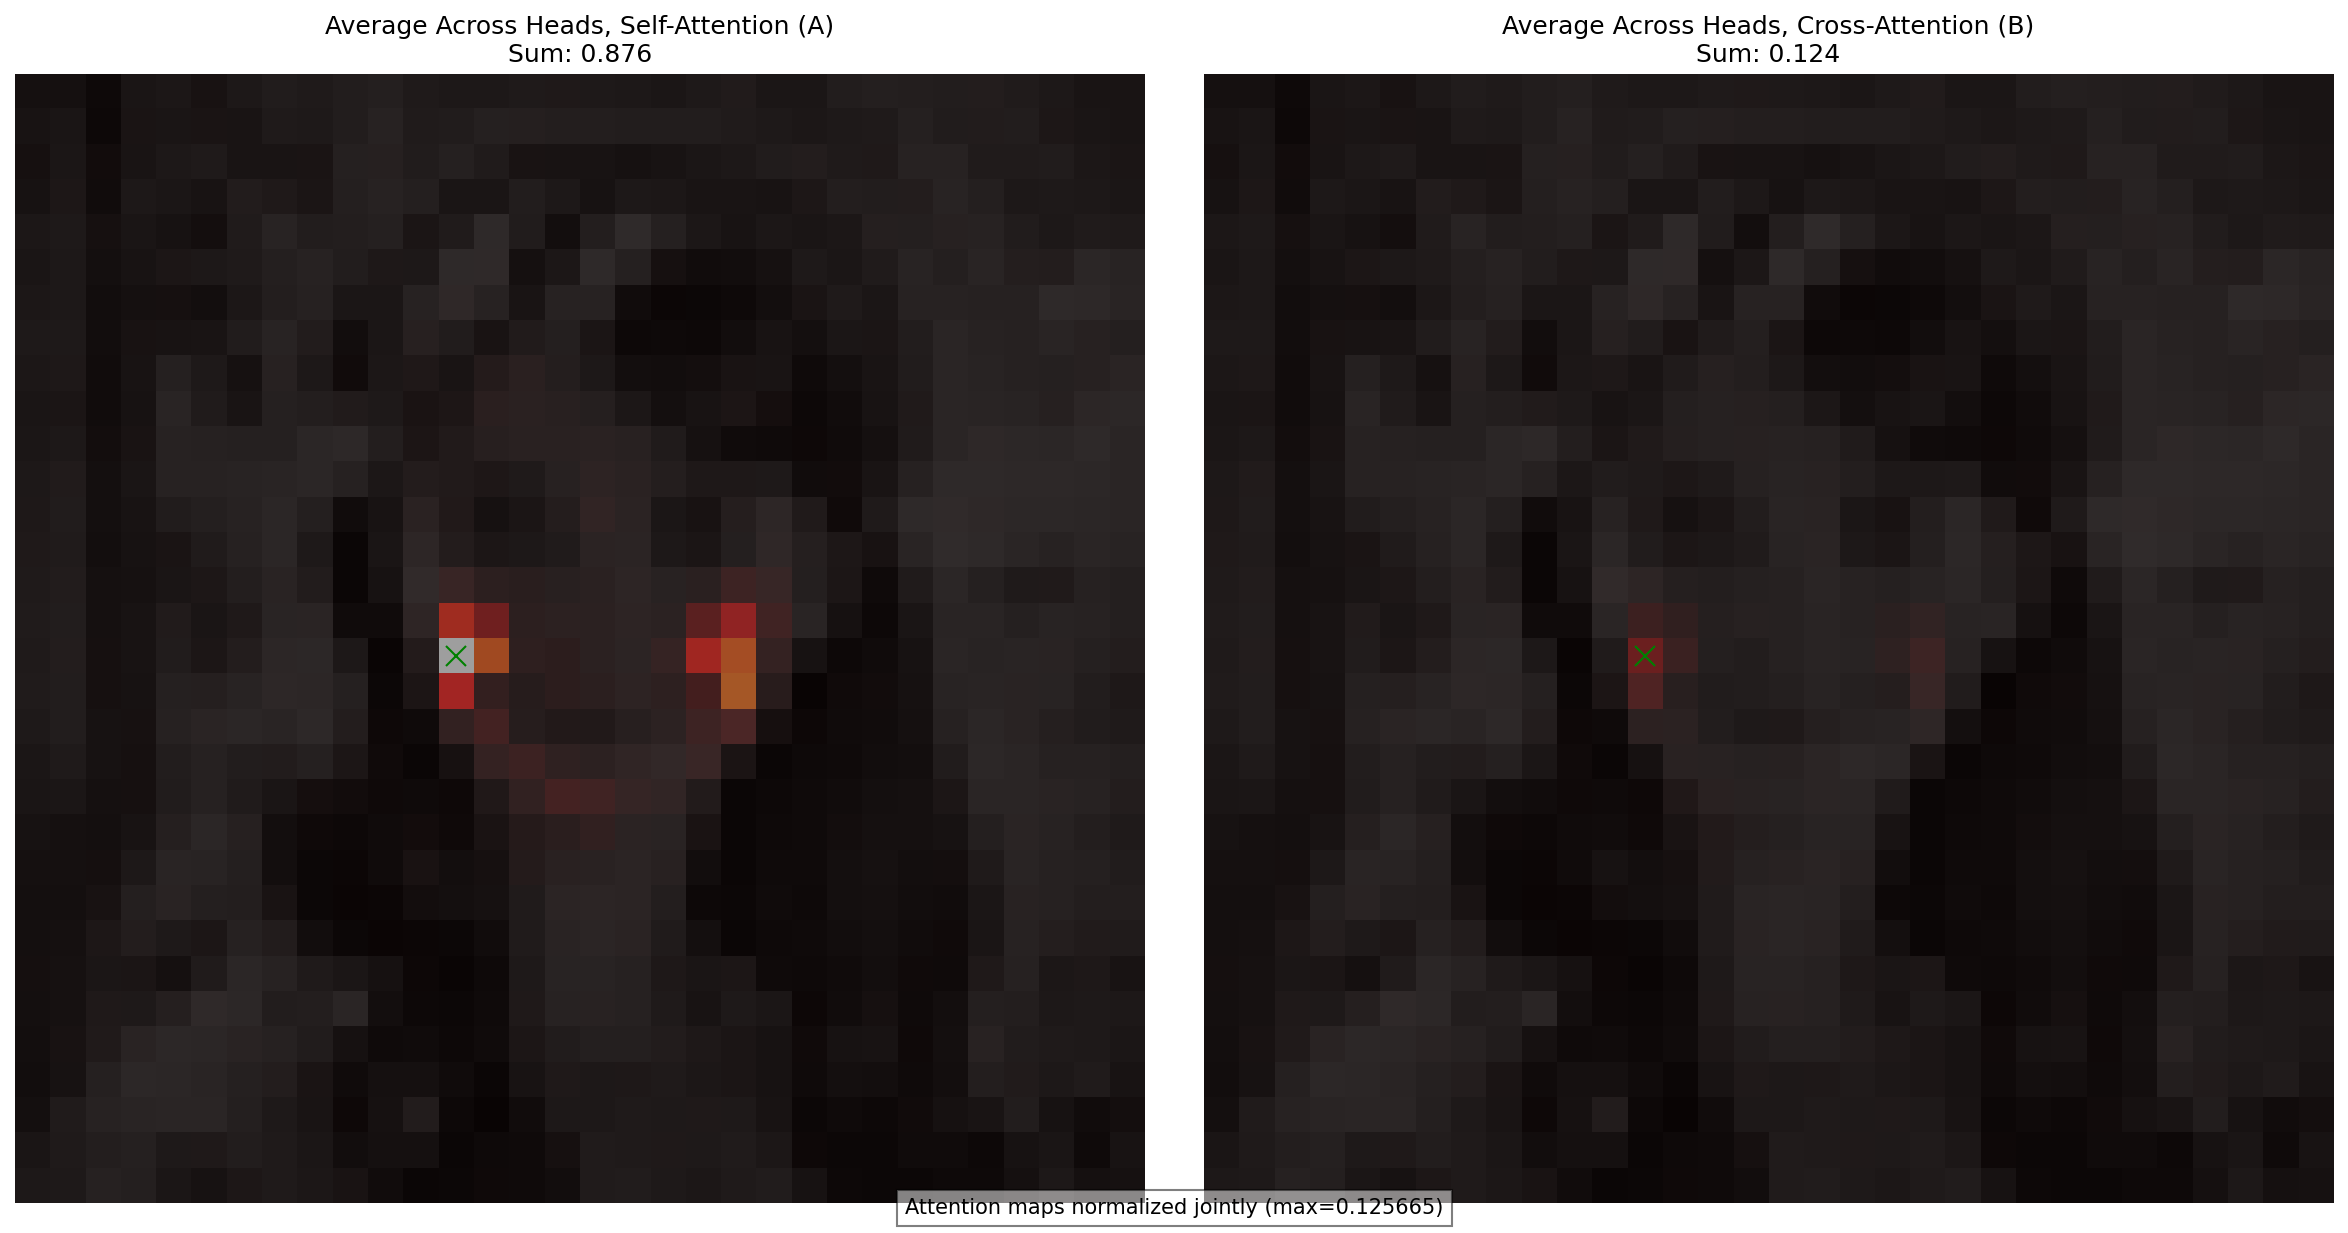 Average Across Heads, Self-Attention (A)
Sum: 0.876
Average Across Heads, Cross-Attention (B)
Sum: 0.124
Attention maps normalized jointly (max=0.125665)